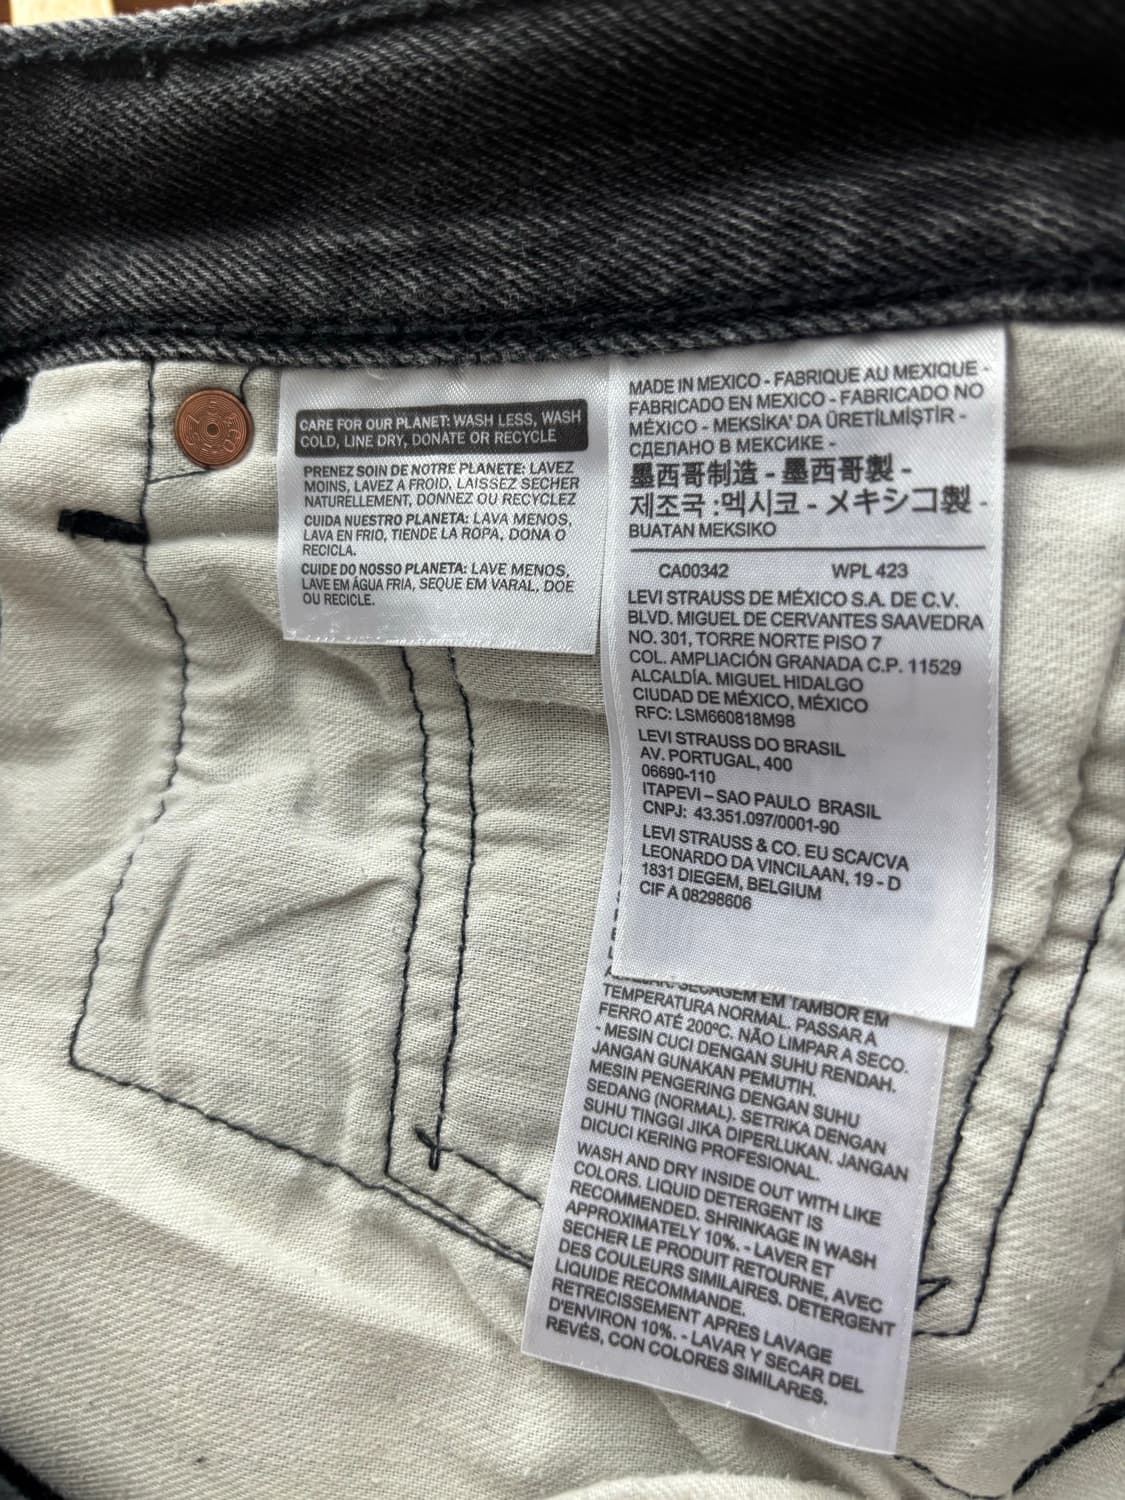 CARE FOR OUR PLANET: WASH LESS, WASH
COLD, LINE DRY, DONATE OR RECYCLE
PRENEZ SOIN DE NOTRE PLANETE: LAVEZ
MOINS, LAVEZ A FROID, LAISSEZ SECHER
NATURELLEMENT, DONNEZ OU RECYCLEZ
CUIDA NUESTRO PLANETA: LAVA MENOS,
LAVA EN FRIO, TIENDE LA ROPA, DONA O
RECICLA.
CUIDE DO NOSSO PLANETA: LAVE MENOS,
LAVE EM ÁGUA FRIA, SEQUE EM VARAL, DOE
OU RECICLE.
MADE IN MEXICO - FABRIQUE AU MEXIQUE -
FABRICADO EN MEXICO - FABRICADO NO
MÉXICO - MEKSİKA' DA ÜRETİLMİŞTİR -
СДЕЛАНО В МЕКСИКЕ -
墨西哥制造 - 墨西哥製 -
제조국 :멕시코 - メキシコ製 -
BUATAN MEKSIKO
CA00342 WPL 423
LEVI STRAUSS DE MÉXICO S.A. DE C.V.
BLVD. MIGUEL DE CERVANTES SAAVEDRA
NO. 301, TORRE NORTE PISO 7
COL. AMPLIACIÓN GRANADA C.P. 11529
ALCALDÍA. MIGUEL HIDALGO
CIUDAD DE MÉXICO, MÉXICO
RFC: LSM660818M98
LEVI STRAUSS DO BRASIL
AV. PORTUGAL, 400
06690-110
ITAPEVI – SAO PAULO BRASIL
CNPJ: 43.351.097/0001-90
LEVI STRAUSS & CO. EU SCA/CVA
LEONARDO DA VINCILAAN, 19 - D
1831 DIEGEM, BELGIUM
CIF A 08298606
SECAGEM EM TAMBOR EM
TEMPERATURA NORMAL. PASSAR A
FERRO ATÉ 200ºC. NÃO LIMPAR A SECO.
- MESIN CUCI DENGAN SUHU RENDAH.
JANGAN GUNAKAN PEMUTIH.
MESIN PENGERING DENGAN SUHU
SEDANG (NORMAL). SETRIKA DENGAN
SUHU TINGGI JIKA DIPERLUKAN. JANGAN
DICUCI KERING PROFESIONAL.
WASH AND DRY INSIDE OUT WITH LIKE
COLORS. LIQUID DETERGENT IS
RECOMMENDED. SHRINKAGE IN WASH
APPROXIMATELY 10%. - LAVER ET
SECHER LE PRODUIT RETOURNE, AVEC
DES COULEURS SIMILAIRES. DETERGENT
LIQUIDE RECOMMANDE.
RETRECISSEMENT APRES LAVAGE
D'ENVIRON 10%. - LAVAR Y SECAR DEL
REVÉS, CON COLORES SIMILARES.